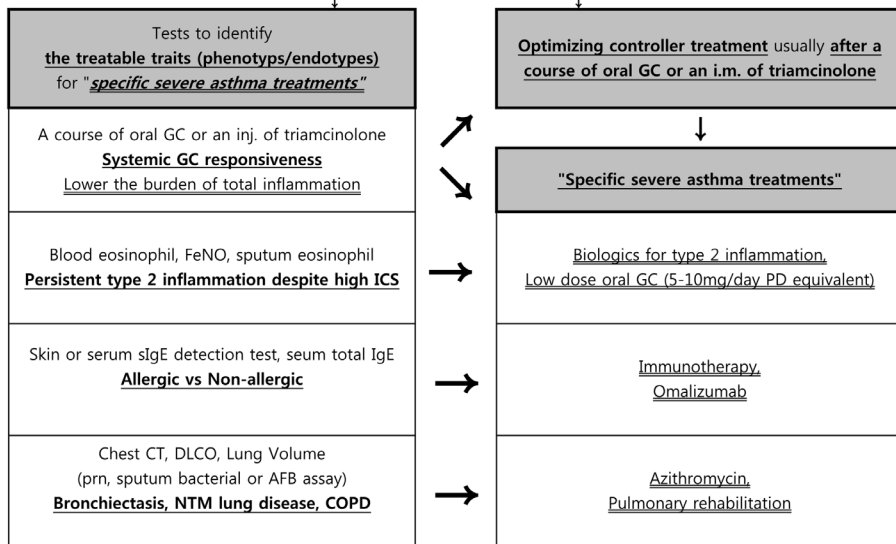 Tests to identify
the treatable traits (phenotyps/endotypes)
for "specific severe asthma treatments"
A course of oral GC or an inj. of triamcinolone
Systemic GC responsiveness
Lower the burden of total inflammation
Blood eosinophil, FeNO, sputum eosinophil
Persistent type 2 inflammation despite high ICS
Skin or serum sIgE detection test, seum total IgE
Allergic vs Non-allergic
Chest CT, DLCO, Lung Volume
(prn, sputum bacterial or AFB assay)
Bronchiectasis, NTM lung disease, COPD
Optimizing controller treatment usually after a
course of oral GC or an i.m. of triamcinolone
"Specific severe asthma treatments"
Biologics for type 2 inflammation,
Low dose oral GC (5-10mg/day PD equivalent)
Immunotherapy,
Omalizumab
Azithromycin,
Pulmonary rehabilitation